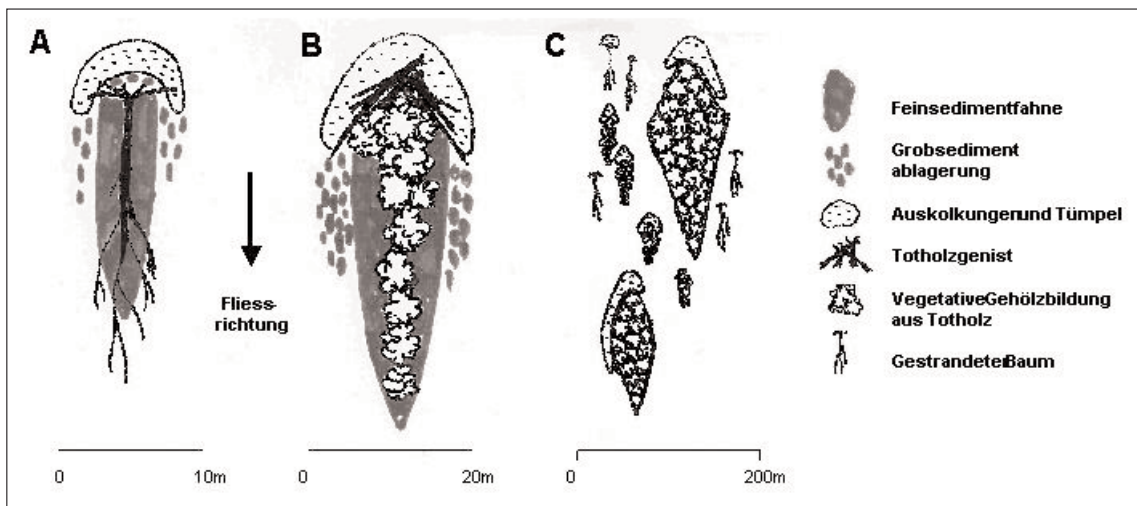 A
B
C
Fliess-
richtung
0
10m
0
20m
0
200m
Feinsedimentfahne
Grobsediment
ablagerung
Auskolkungenund Tümpel
Totholzgenist
VegetativeGehölzbildung
aus Totholz
GestrandeterBaum